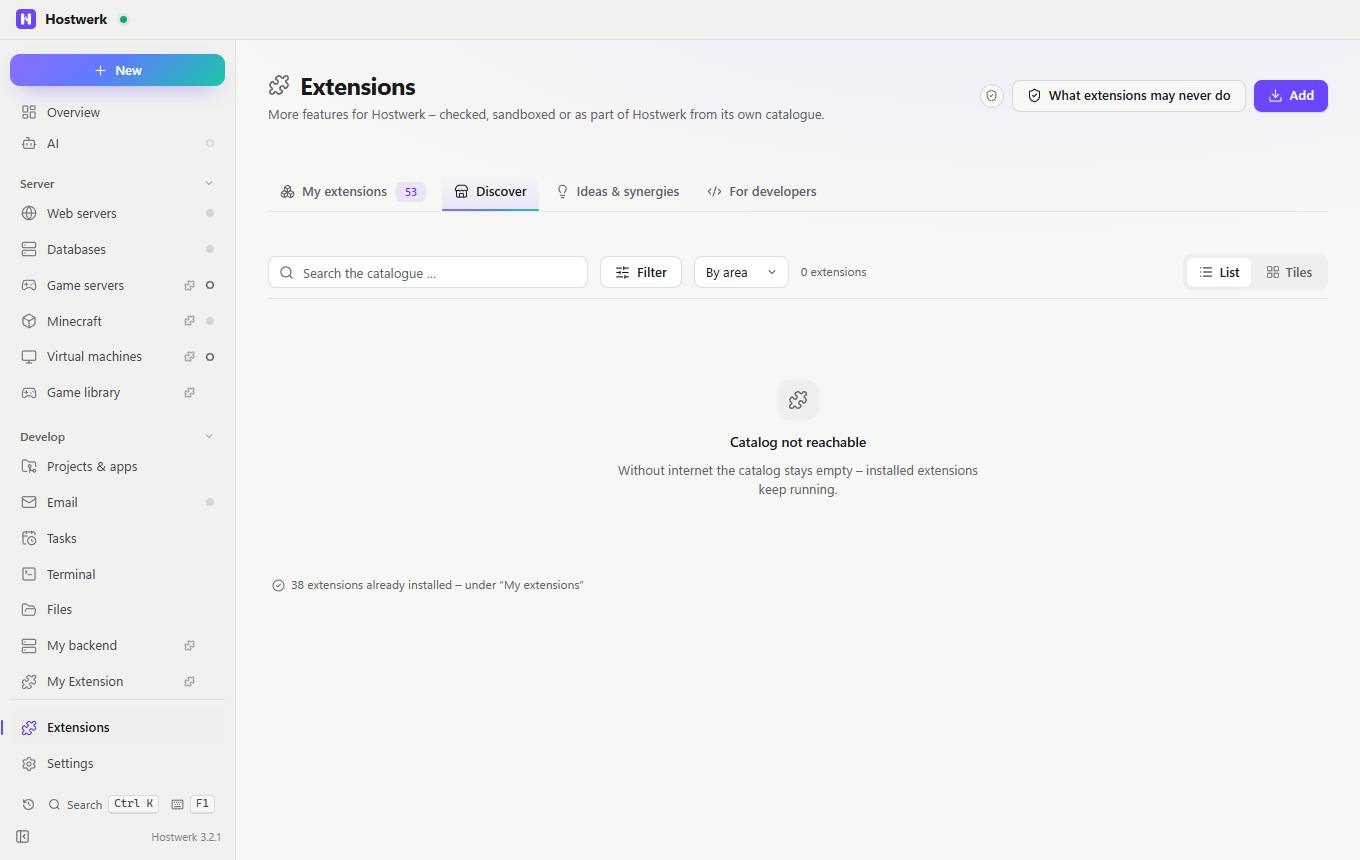 Hostwerk
New
Overview
AI
Server
Web servers
Databases
Game servers
Minecraft
Virtual machines
Game library
Develop
Projects & apps
Email
Tasks
Terminal
Files
My backend
My Extension
Extensions
Settings
Search Ctrl K F1
Hostwerk 3.2.1
Extensions
More features for Hostwerk – checked, sandboxed or as part of Hostwerk from its own catalogue.
What extensions may never do
Add
My extensions 53
Discover
Ideas & synergies
For developers
Search the catalogue ...
Filter
By area
0 extensions
List
Tiles
Catalog not reachable
Without internet the catalog stays empty – installed extensions
keep running.
38 extensions already installed – under “My extensions”